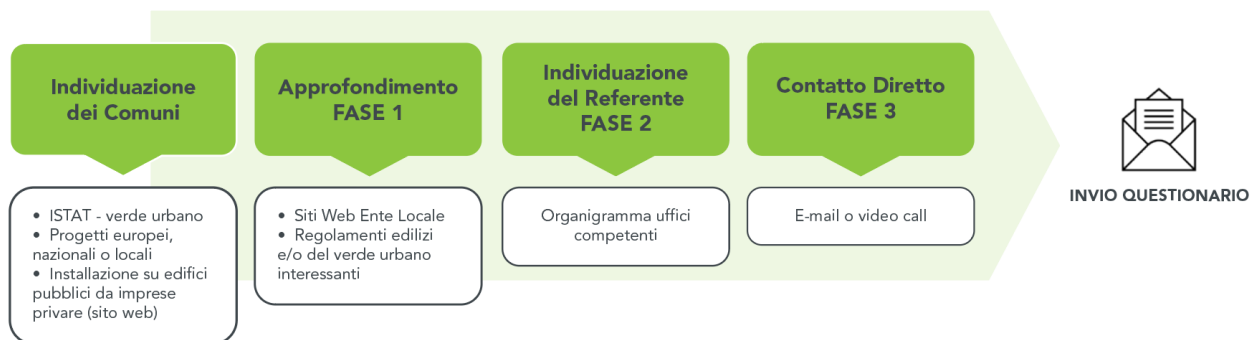 Individuazione
dei Comuni
• ISTAT - verde urbano
• Progetti europei,
nazionali o locali
• Installazione su edifici
pubblici da imprese
privare (sito web)
Approfondimento
FASE 1
• Siti Web Ente Locale
• Regolamenti edilizi
e/o del verde urbano
interessanti
Individuazione
del Referente
FASE 2
Organigramma uffici
competenti
Contatto Diretto
FASE 3
E-mail o video call
INVIO QUESTIONARIO